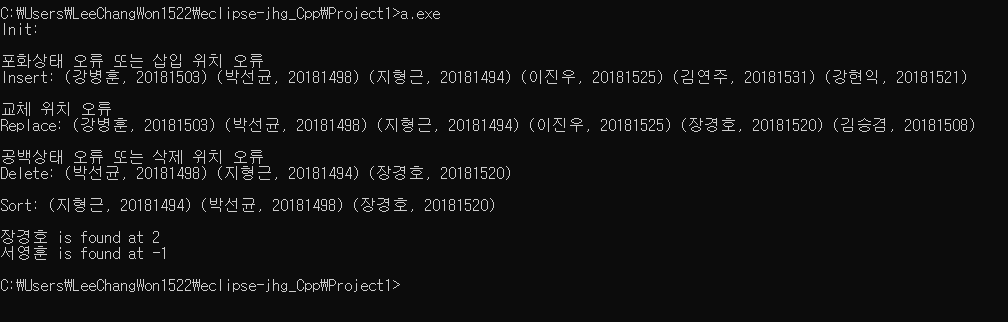 C:\Users\LeeChangWon1522\eclipse-jhg_Cpp\Project1>a.exe
Init:
포화상태 오류 또는 삽입 위치 오류
Insert: (강병훈, 20181503) (박선균, 20181498) (지형근, 20181494) (이진우, 20181525) (김연주, 20181531) (강현익, 20181521)
교체 위치 오류
Replace: (강병훈, 20181503) (박선균, 20181498) (지형근, 20181494) (이진우, 20181525) (장경호, 20181520) (김승겸, 20181508)
공백상태 오류 또는 삭제 위치 오류
Delete: (박선균, 20181498) (지형근, 20181494) (장경호, 20181520)
Sort: (지형근, 20181494) (박선균, 20181498) (장경호, 20181520)
장경호 is found at 2
서영훈 is found at -1
C:\Users\LeeChangWon1522\eclipse-jhg_Cpp\Project1>